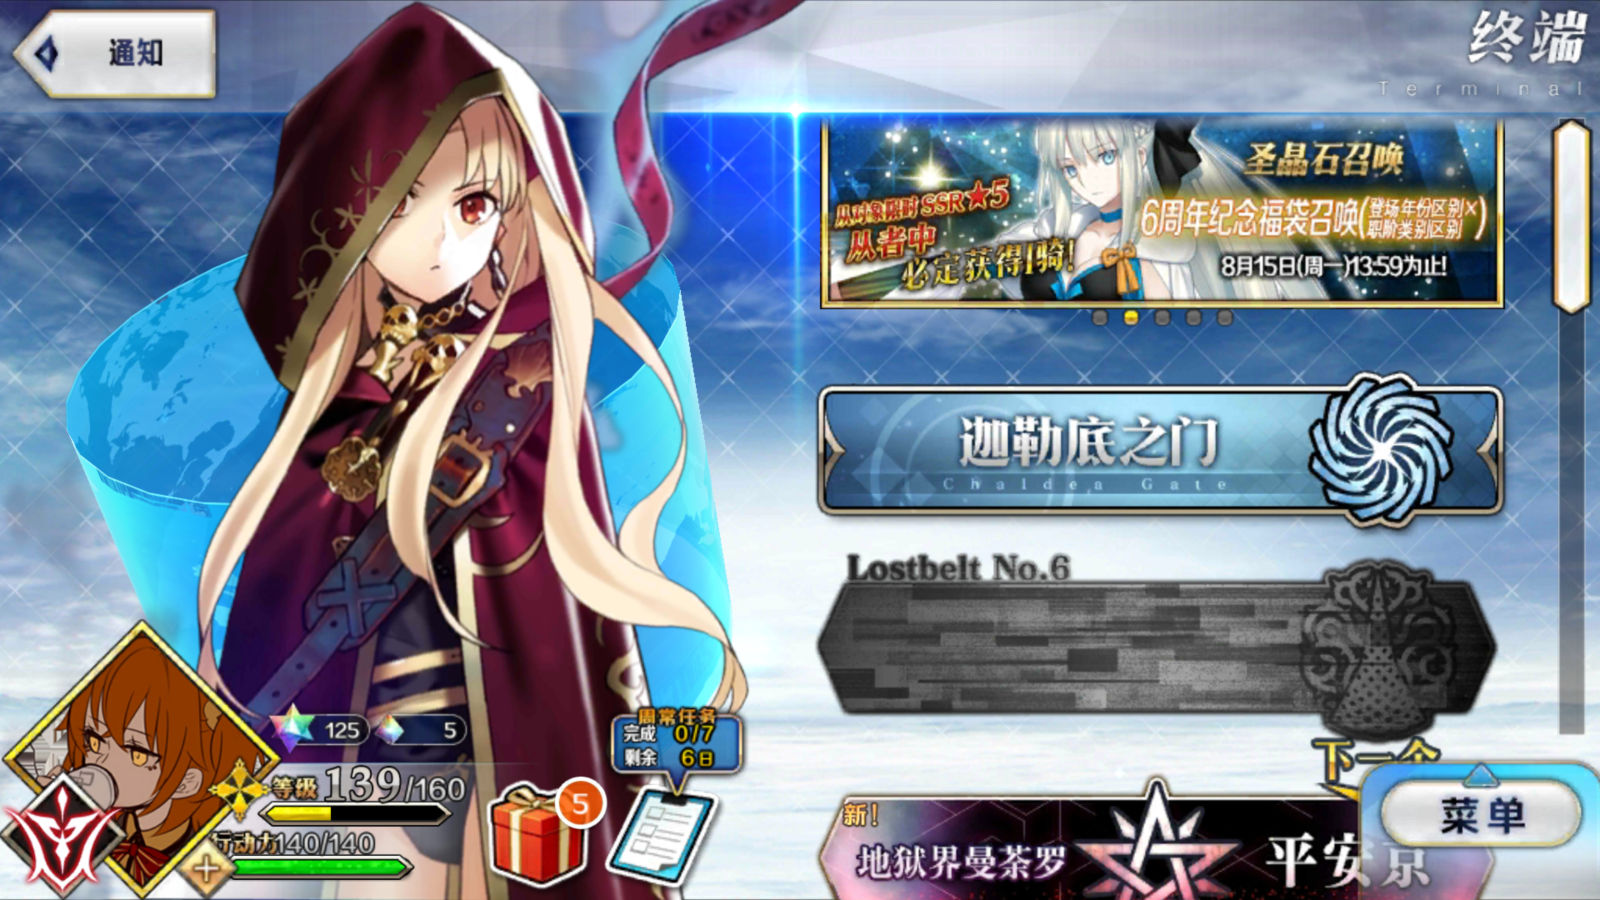 通知
终端
Terminal
圣晶石召唤
从对象限时SSR★5
从者中
必定获得1骑!
6周年纪念福袋召唤(登场年份区别×
职阶类别区别)
8月15日(周一)13:59为止!
迦勒底之门
Chaldea Gate
Lostbelt No.6
下一个
新!
地狱界曼荼罗
平安京
菜单
125
5
周常任务
完成 0/7
剩余 6日
等级 139/160
行动力 140/140
5